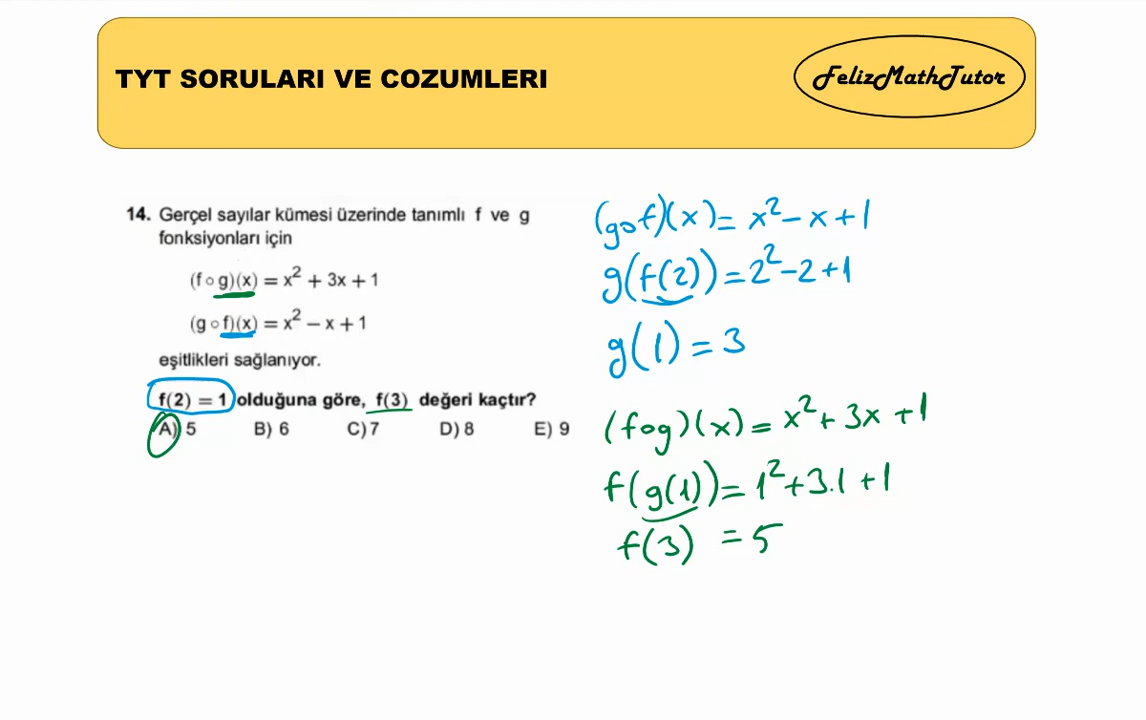 TYT SORULARI VE COZUMLERI
FelizMathTutor
14. Gerçel sayılar kümesi üzerinde tanımlı f ve g
fonksiyonları için
(f∘g)(x) = x² + 3x + 1
(g∘f)(x) = x² − x + 1
eşitlikleri sağlanıyor.
f(2) = 1 olduğuna göre, f(3) değeri kaçtır?
A) 5 B) 6 C) 7 D) 8 E) 9
(gof)(x) = x² − x + 1
g(f(2)) = 2² − 2 + 1
g(1) = 3
(fog)(x) = x² + 3x + 1
f(g(1)) = 1² + 3.1 + 1
f(3) = 5